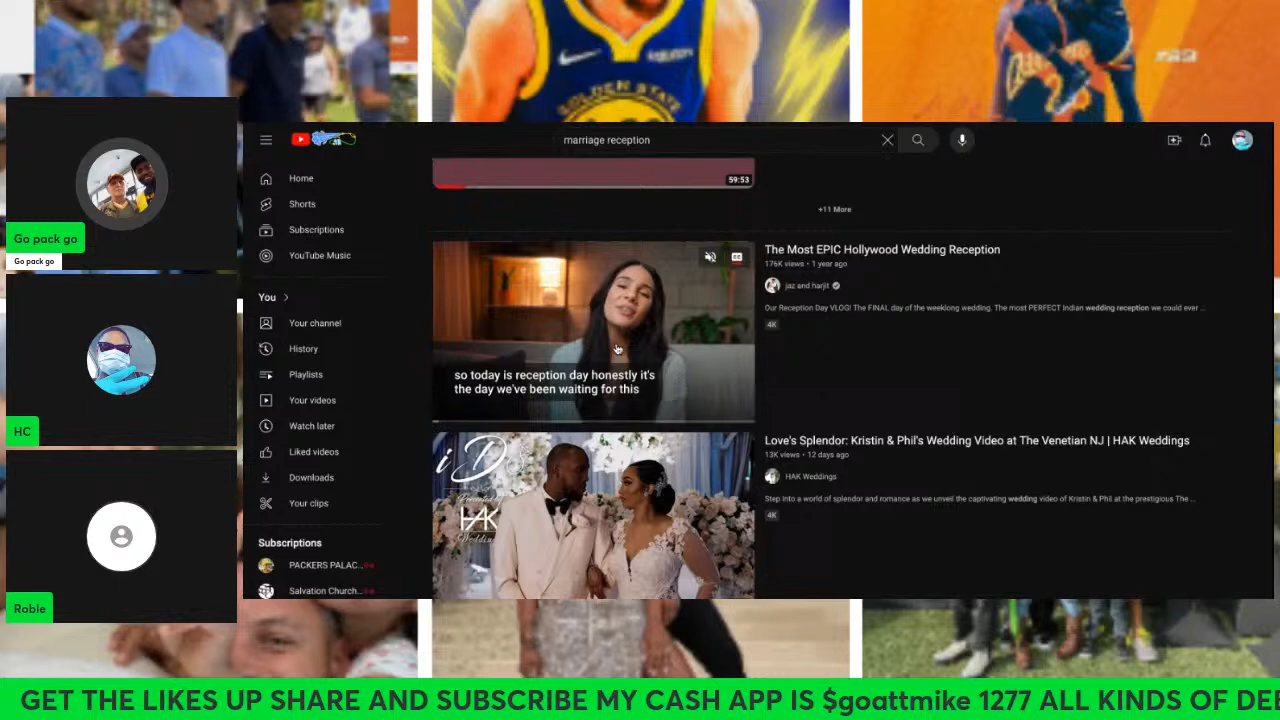 GOLDEN STATE
marriage reception
Home
Shorts
Subscriptions
YouTube Music
You
Your channel
History
Playlists
Your videos
Watch later
Liked videos
Downloads
Your clips
Subscriptions
PACKERS PALAC...
Salvation Church...
59:53
+11 More
so today is reception day honestly it's
the day we've been waiting for this
The Most EPIC Hollywood Wedding Reception
176K views • 1 year ago
jaz and harjit
Our Reception Day VLOG! The FINAL day of the weeklong wedding. The most PERFECT Indian wedding reception we could ever ...
4K
i Do
Presented by
HAK
Weddings
Love's Splendor: Kristin & Phil's Wedding Video at The Venetian NJ | HAK Weddings
13K views • 12 days ago
HAK Weddings
Step into a world of splendor and romance as we unveil the captivating wedding video of Kristin & Phil at the prestigious The ...
4K
Go pack go
Go pack go
HC
Roble
GET THE LIKES UP SHARE AND SUBSCRIBE MY CASH APP IS $goattmike 1277 ALL KINDS OF